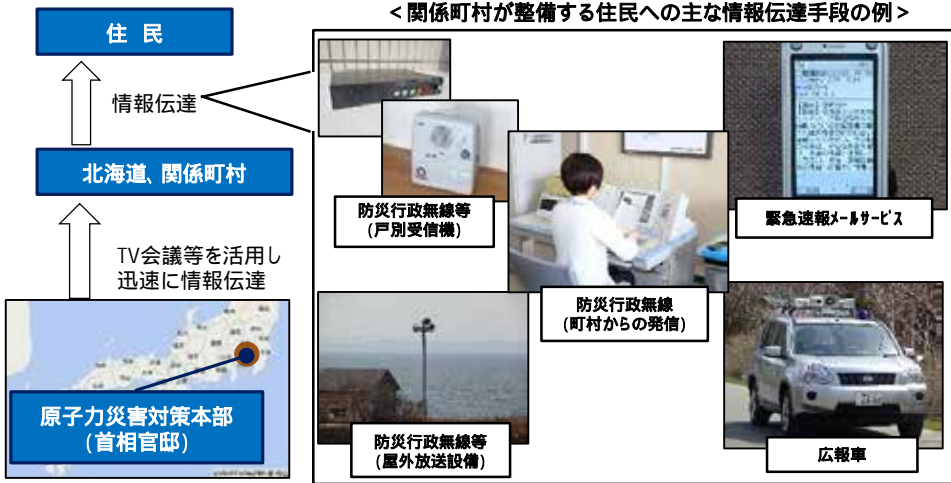 ＜関係町村が整備する住民への主な情報伝達手段の例＞
住 民
情報伝達
北海道、関係町村
TV会議等を活用し
迅速に情報伝達
原子力災害対策本部
(首相官邸)
防災行政無線等
(戸別受信機)
防災行政無線
(町村からの発信)
緊急速報ﾒｰﾙｻｰﾋﾞｽ
防災行政無線等
(屋外放送設備)
広報車